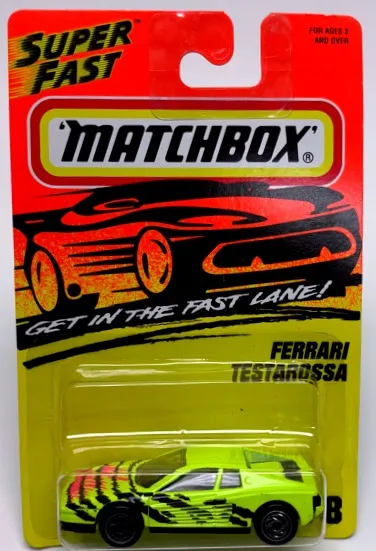 SUPER
FAST
FOR AGES 3
AND OVER
'MATCHBOX'®
GET IN THE FAST LANE!
FERRARI
TESTAROSSA